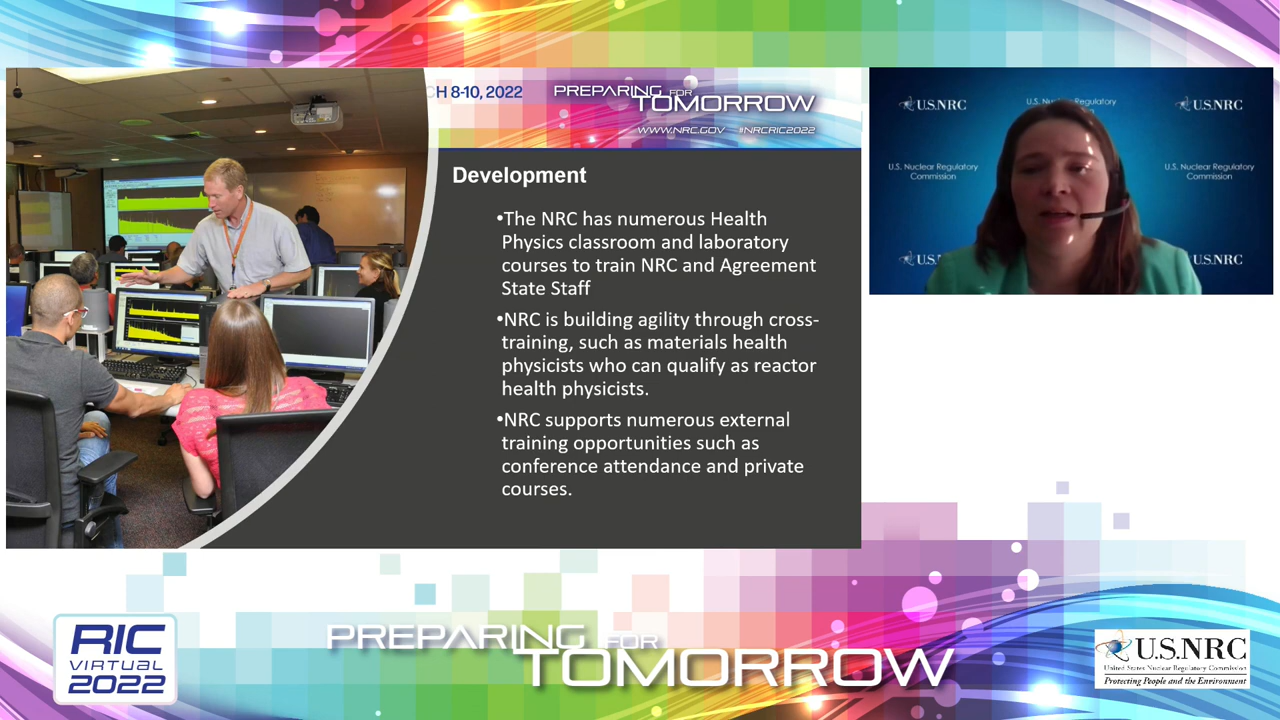 H 8-10, 2022
PREPARING FOR
TOMORROW
WWW.NRC.GOV #NRCRIC2022
Development
•The NRC has numerous Health
Physics classroom and laboratory
courses to train NRC and Agreement
State Staff
•NRC is building agility through cross-
training, such as materials health
physicists who can qualify as reactor
health physicists.
•NRC supports numerous external
training opportunities such as
conference attendance and private
courses.
U.S.NRC
U.S. Regulatory
U.S.NRC
U.S. Nuclear Regulatory
Commission
U.S. Nuclear Regulatory
Commission
U.S.NRC
RIC
VIRTUAL
2022
PREPARING FOR
TOMORROW
U.S.NRC
United States Nuclear Regulatory Commission
Protecting People and the Environment